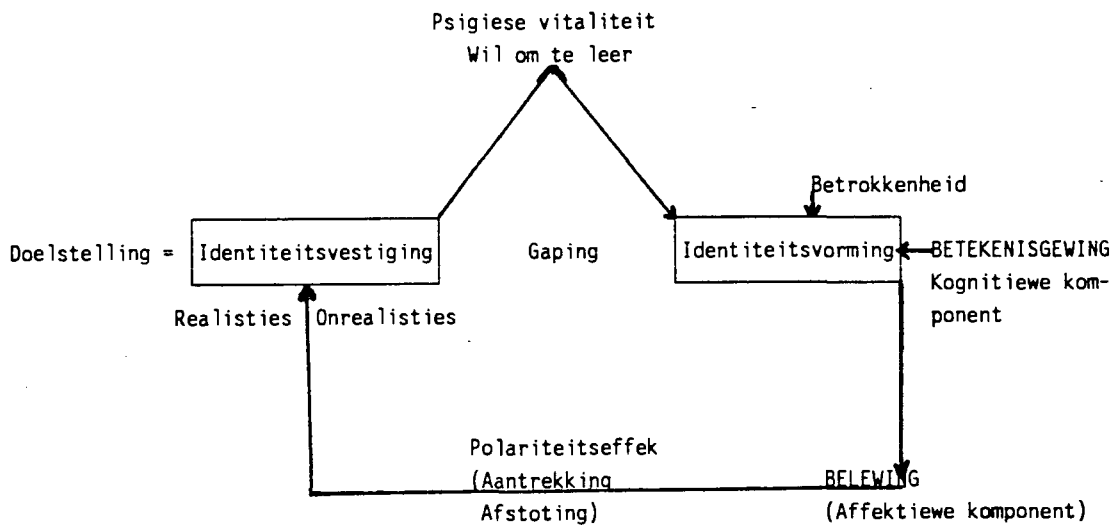 Psigiese vitaliteit
Wil om te leer
Betrokkenheid
Doelstelling = Identiteitsvestiging Gaping Identiteitsvorming BETEKENISGEWING
Kognitiewe kom-
ponent
Realisties Onrealisties
Polariteitseffek
(Aantrekking
Afstoting)
BELEWING
(Affektiewe komponent)